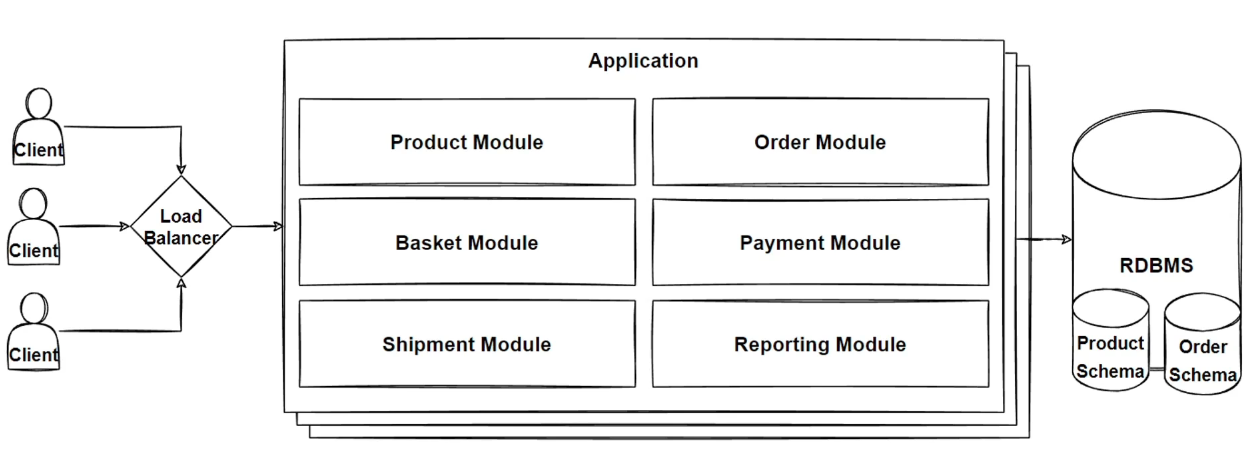 Application
Product Module
Order Module
Client
Load
Balancer
Client
Basket Module
Payment Module
RDBMS
Client
Shipment Module
Reporting Module
Product
Schema
Order
Schema